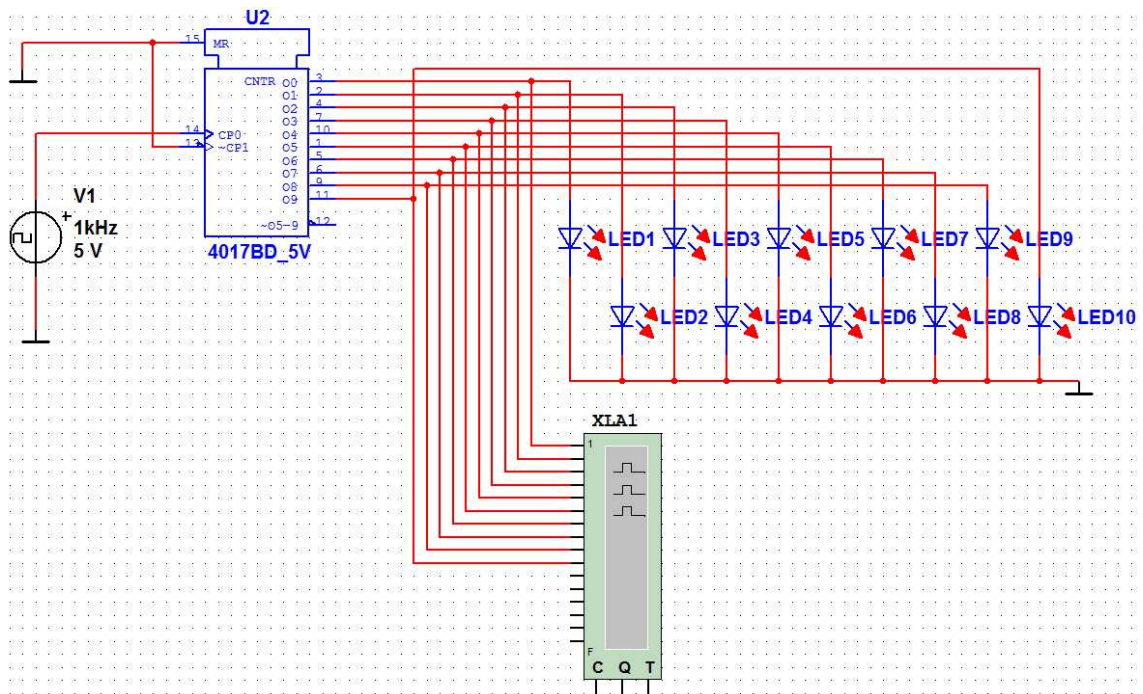 U2
15 MR
CNTR O0 3
O1 2
O2 4
O3 7
14 CP0 O4 10
13 ~CP1 O5 1
O6 5
O7 6
O8 9
O9 11
~O5-9 12
4017BD_5V
V1
+
1kHz
5 V
LED1 LED3 LED5 LED7 LED9
LED2 LED4 LED6 LED8 LED10
XLA1
1
F
C Q T